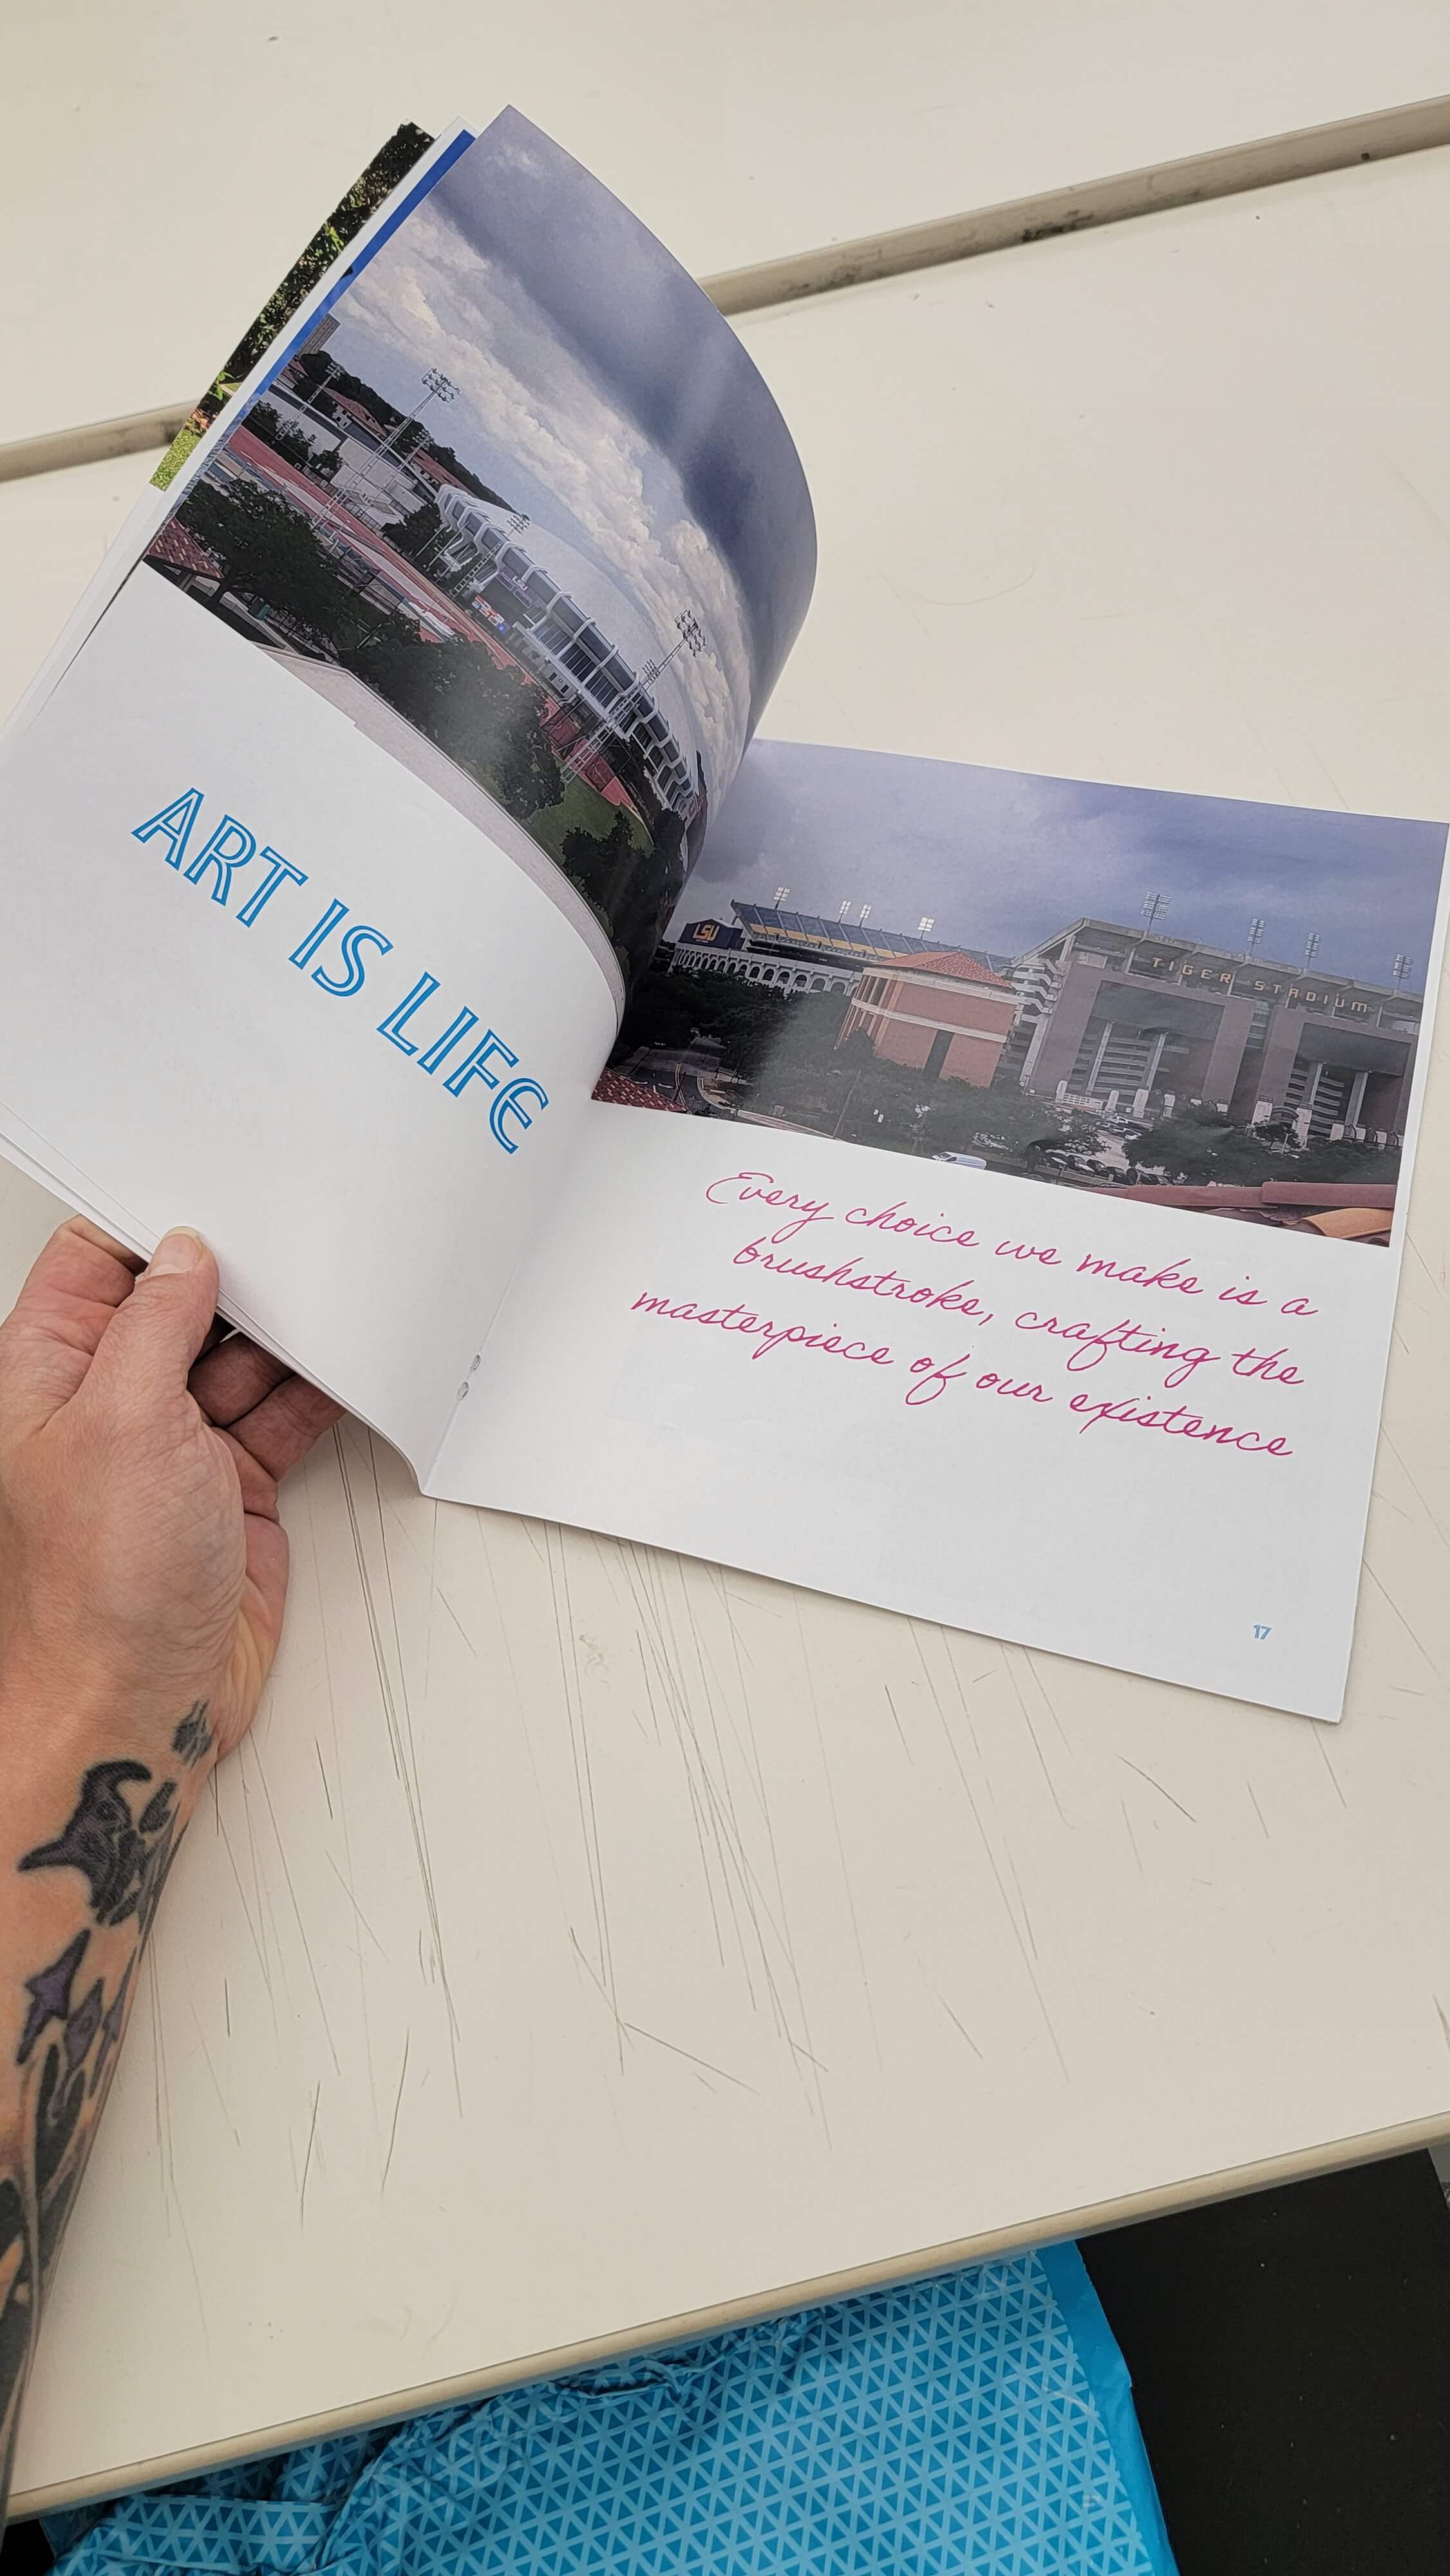 LSU
ART IS LIFE
LSU
TIGER STADIUM
Every choice we make is a
brushstroke, crafting the
masterpiece of our existence
17